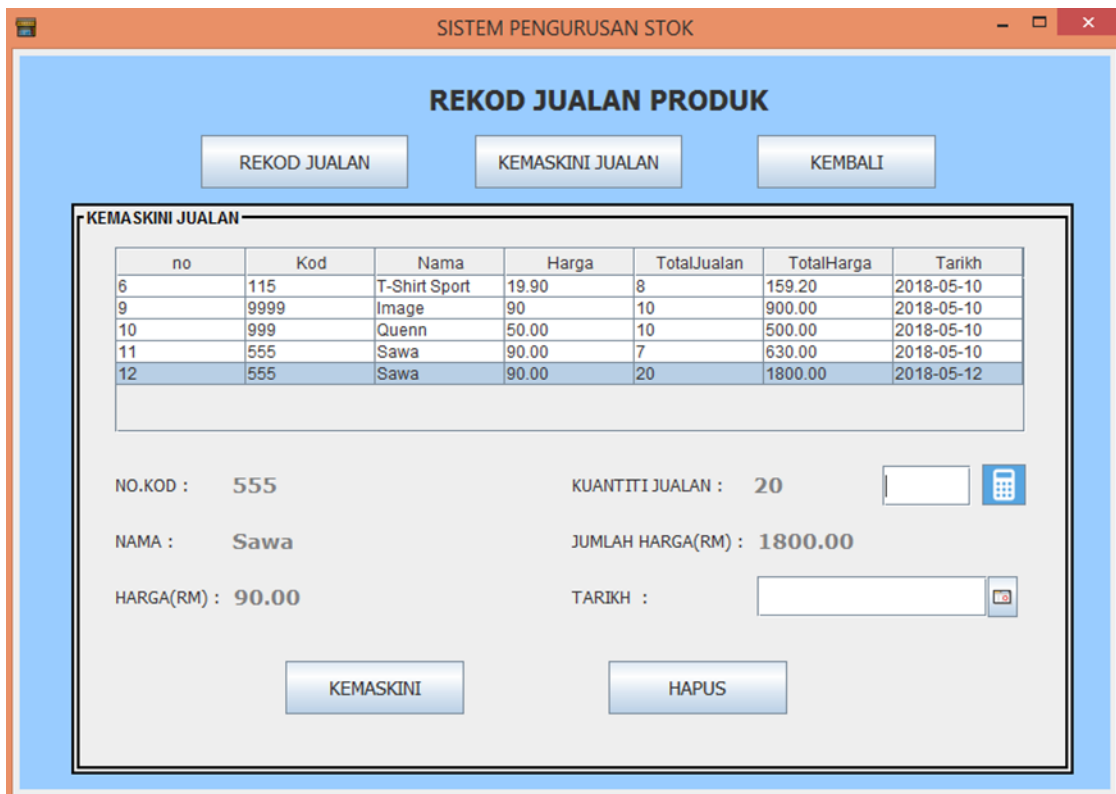 SISTEM PENGURUSAN STOK
REKOD JUALAN PRODUK
REKOD JUALAN KEMASKINI JUALAN KEMBALI
KEMASKINI JUALAN
no Kod Nama Harga TotalJualan TotalHarga Tarikh
6 115 T-Shirt Sport 19.90 8 159.20 2018-05-10
9 9999 Image 90 10 900.00 2018-05-10
10 999 Quenn 50.00 10 500.00 2018-05-10
11 555 Sawa 90.00 7 630.00 2018-05-10
12 555 Sawa 90.00 20 1800.00 2018-05-12
NO.KOD : 555 KUANTITI JUALAN : 20
NAMA : Sawa JUMLAH HARGA(RM) : 1800.00
HARGA(RM) : 90.00 TARIKH :
KEMASKINI HAPUS